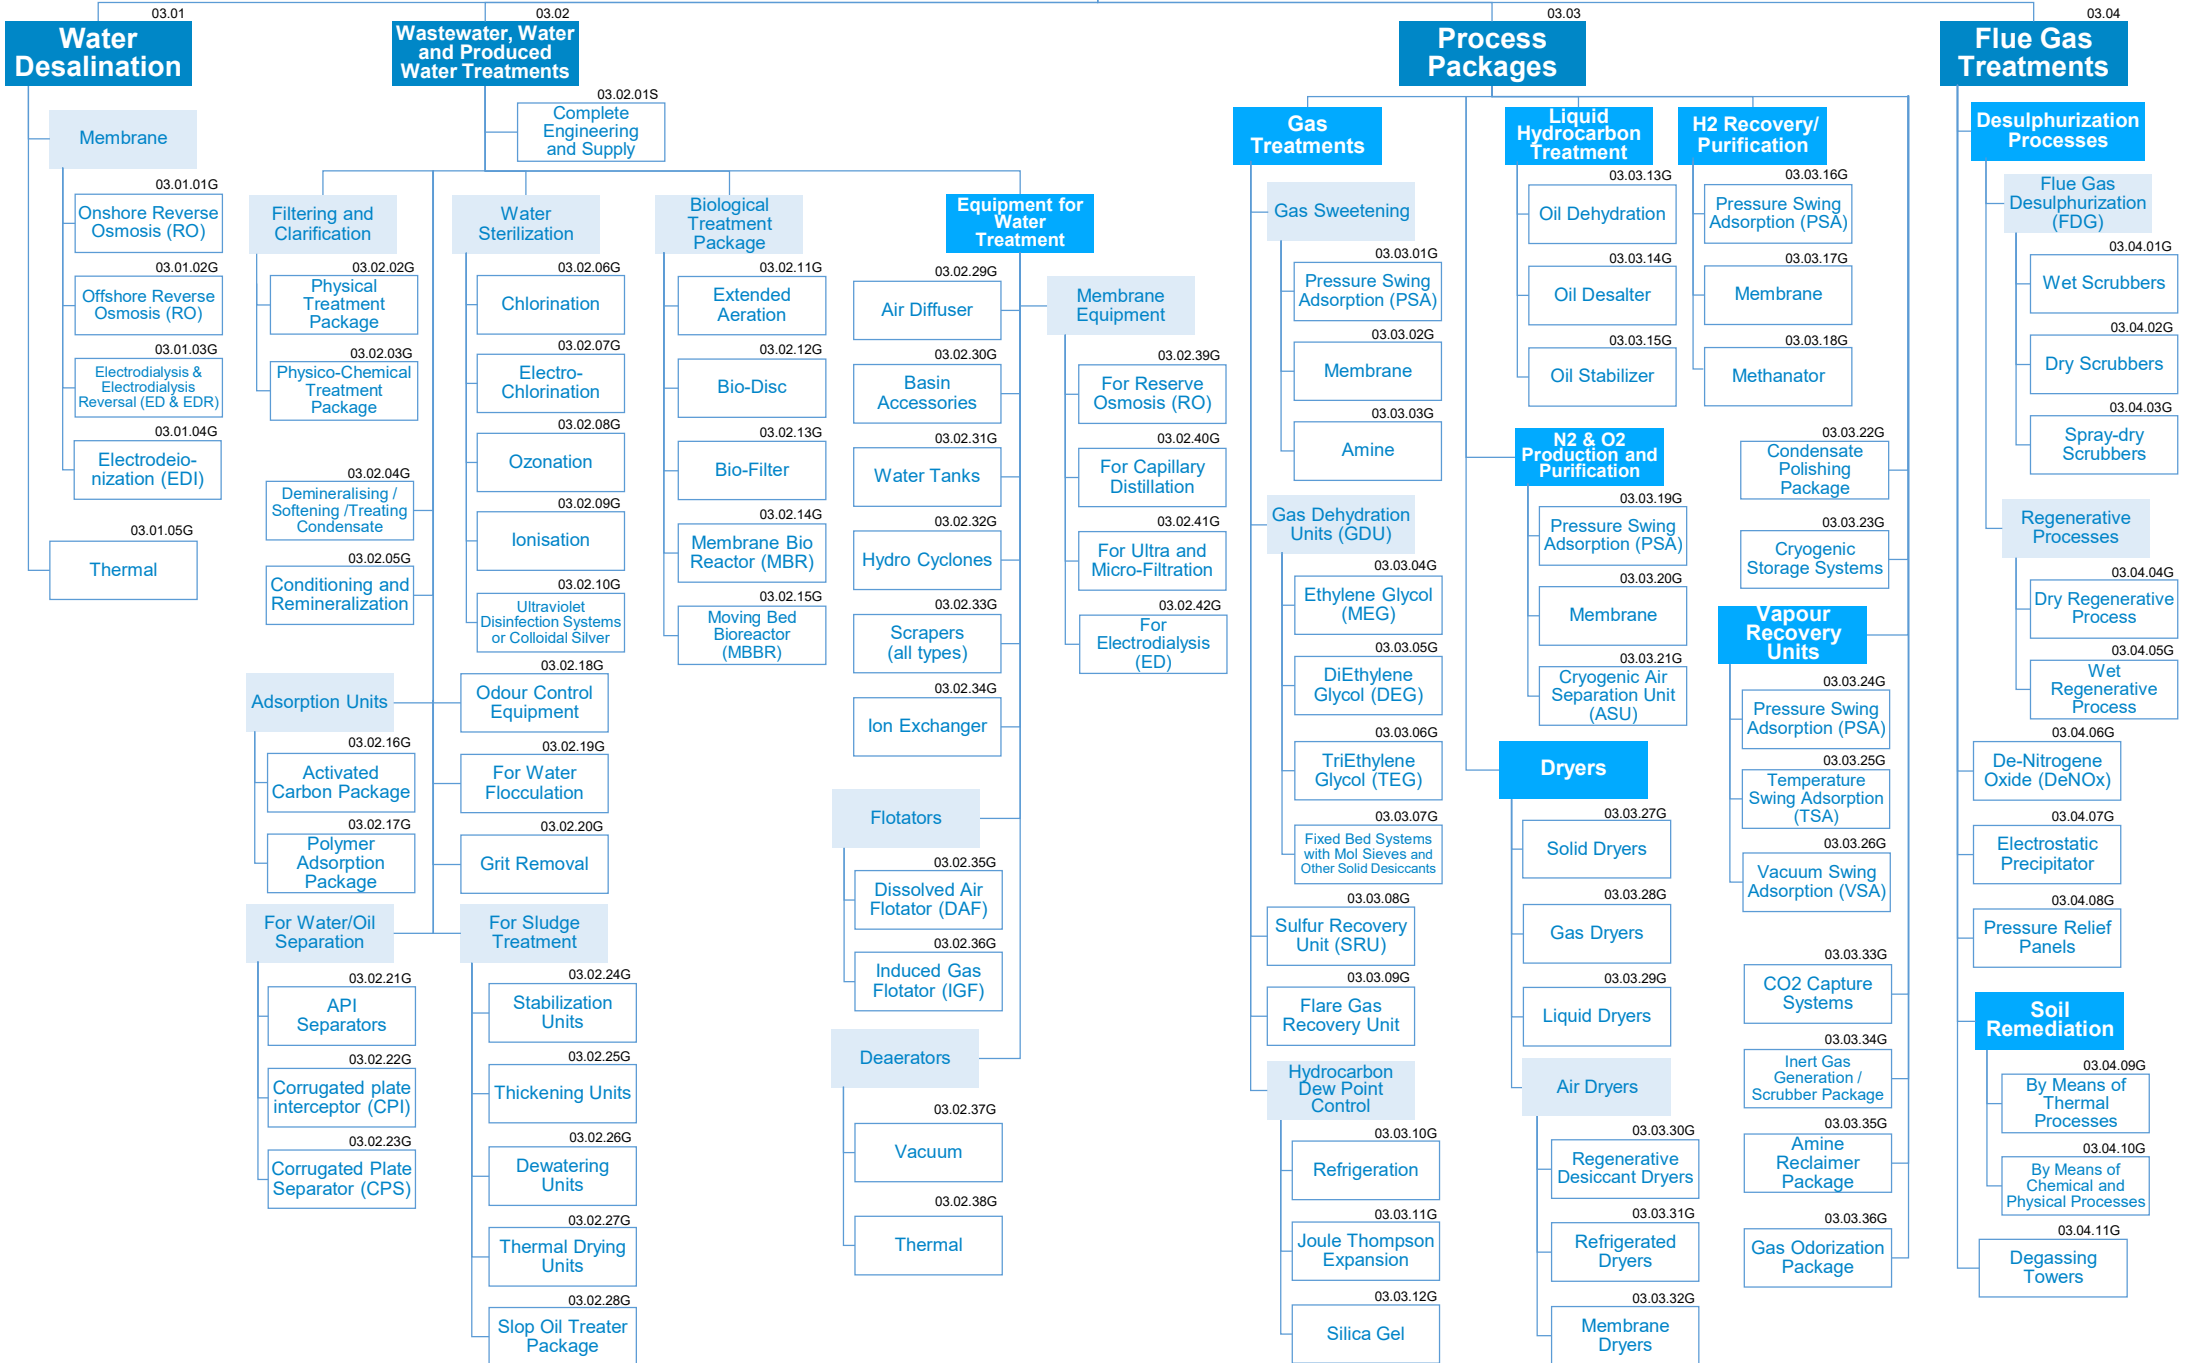 03.01
Water
Desalination
Membrane
03.01.01G
Onshore Reverse
Osmosis (RO)
03.01.02G
Offshore Reverse
Osmosis (RO)
03.01.03G
Electrodialysis &
Electrodialysis
Reversal (ED & EDR)
03.01.04G
Electrodeio-
nization (EDI)
03.01.05G
Thermal
03.02
Wastewater, Water
and Produced
Water Treatments
03.02.01S
Complete
Engineering
and Supply
Filtering and
Clarification
03.02.02G
Physical
Treatment
Package
03.02.03G
Physico-Chemical
Treatment
Package
03.02.04G
Demineralising /
Softening /Treating
Condensate
03.02.05G
Conditioning and
Remineralization
Water
Sterilization
03.02.06G
Chlorination
03.02.07G
Electro-
Chlorination
03.02.08G
Ozonation
03.02.09G
Ionisation
03.02.10G
Ultraviolet
Disinfection Systems
or Colloidal Silver
Biological
Treatment
Package
03.02.11G
Extended
Aeration
03.02.12G
Bio-Disc
03.02.13G
Bio-Filter
03.02.14G
Membrane Bio
Reactor (MBR)
03.02.15G
Moving Bed
Bioreactor
(MBBR)
Adsorption Units
03.02.16G
Activated
Carbon Package
03.02.17G
Polymer
Adsorption
Package
03.02.18G
Odour Control
Equipment
03.02.19G
For Water
Flocculation
03.02.20G
Grit Removal
For Water/Oil
Separation
03.02.21G
API
Separators
03.02.22G
Corrugated plate
interceptor (CPI)
03.02.23G
Corrugated Plate
Separator (CPS)
For Sludge
Treatment
03.02.24G
Stabilization
Units
03.02.25G
Thickening Units
03.02.26G
Dewatering
Units
03.02.27G
Thermal Drying
Units
03.02.28G
Slop Oil Treater
Package
Equipment for
Water
Treatment
03.02.29G
Air Diffuser
03.02.30G
Basin
Accessories
03.02.31G
Water Tanks
03.02.32G
Hydro Cyclones
03.02.33G
Scrapers
(all types)
03.02.34G
Ion Exchanger
Flotators
03.02.35G
Dissolved Air
Flotator (DAF)
03.02.36G
Induced Gas
Flotator (IGF)
Deaerators
03.02.37G
Vacuum
03.02.38G
Thermal
Membrane
Equipment
03.02.39G
For Reserve
Osmosis (RO)
03.02.40G
For Capillary
Distillation
03.02.41G
For Ultra and
Micro-Filtration
03.02.42G
For
Electrodialysis
(ED)
03.03
Process
Packages
Gas
Treatments
Gas Sweetening
03.03.01G
Pressure Swing
Adsorption (PSA)
03.03.02G
Membrane
03.03.03G
Amine
Gas Dehydration
Units (GDU)
03.03.04G
Ethylene Glycol
(MEG)
03.03.05G
DiEthylene
Glycol (DEG)
03.03.06G
TriEthylene
Glycol (TEG)
03.03.07G
Fixed Bed Systems
with Mol Sieves and
Other Solid Desiccants
03.03.08G
Sulfur Recovery
Unit (SRU)
03.03.09G
Flare Gas
Recovery Unit
Hydrocarbon
Dew Point
Control
03.03.10G
Refrigeration
03.03.11G
Joule Thompson
Expansion
03.03.12G
Silica Gel
Liquid
Hydrocarbon
Treatment
03.03.13G
Oil Dehydration
03.03.14G
Oil Desalter
03.03.15G
Oil Stabilizer
H2 Recovery/
Purification
03.03.16G
Pressure Swing
Adsorption (PSA)
03.03.17G
Membrane
03.03.18G
Methanator
N2 & O2
Production and
Purification
03.03.19G
Pressure Swing
Adsorption (PSA)
03.03.20G
Membrane
03.03.21G
Cryogenic Air
Separation Unit
(ASU)
03.03.22G
Condensate
Polishing
Package
03.03.23G
Cryogenic
Storage Systems
Vapour
Recovery
Units
03.03.24G
Pressure Swing
Adsorption (PSA)
03.03.25G
Temperature
Swing Adsorption
(TSA)
03.03.26G
Vacuum Swing
Adsorption (VSA)
Dryers
03.03.27G
Solid Dryers
03.03.28G
Gas Dryers
03.03.29G
Liquid Dryers
Air Dryers
03.03.30G
Regenerative
Desiccant Dryers
03.03.31G
Refrigerated
Dryers
03.03.32G
Membrane
Dryers
03.03.33G
CO2 Capture
Systems
03.03.34G
Inert Gas
Generation /
Scrubber Package
03.03.35G
Amine
Reclaimer
Package
03.03.36G
Gas Odorization
Package
03.04
Flue Gas
Treatments
Desulphurization
Processes
Flue Gas
Desulphurization
(FDG)
03.04.01G
Wet Scrubbers
03.04.02G
Dry Scrubbers
03.04.03G
Spray-dry
Scrubbers
Regenerative
Processes
03.04.04G
Dry Regenerative
Process
03.04.05G
Wet
Regenerative
Process
03.04.06G
De-Nitrogene
Oxide (DeNOx)
03.04.07G
Electrostatic
Precipitator
03.04.08G
Pressure Relief
Panels
Soil
Remediation
03.04.09G
By Means of
Thermal
Processes
03.04.10G
By Means of
Chemical and
Physical Processes
03.04.11G
Degassing
Towers